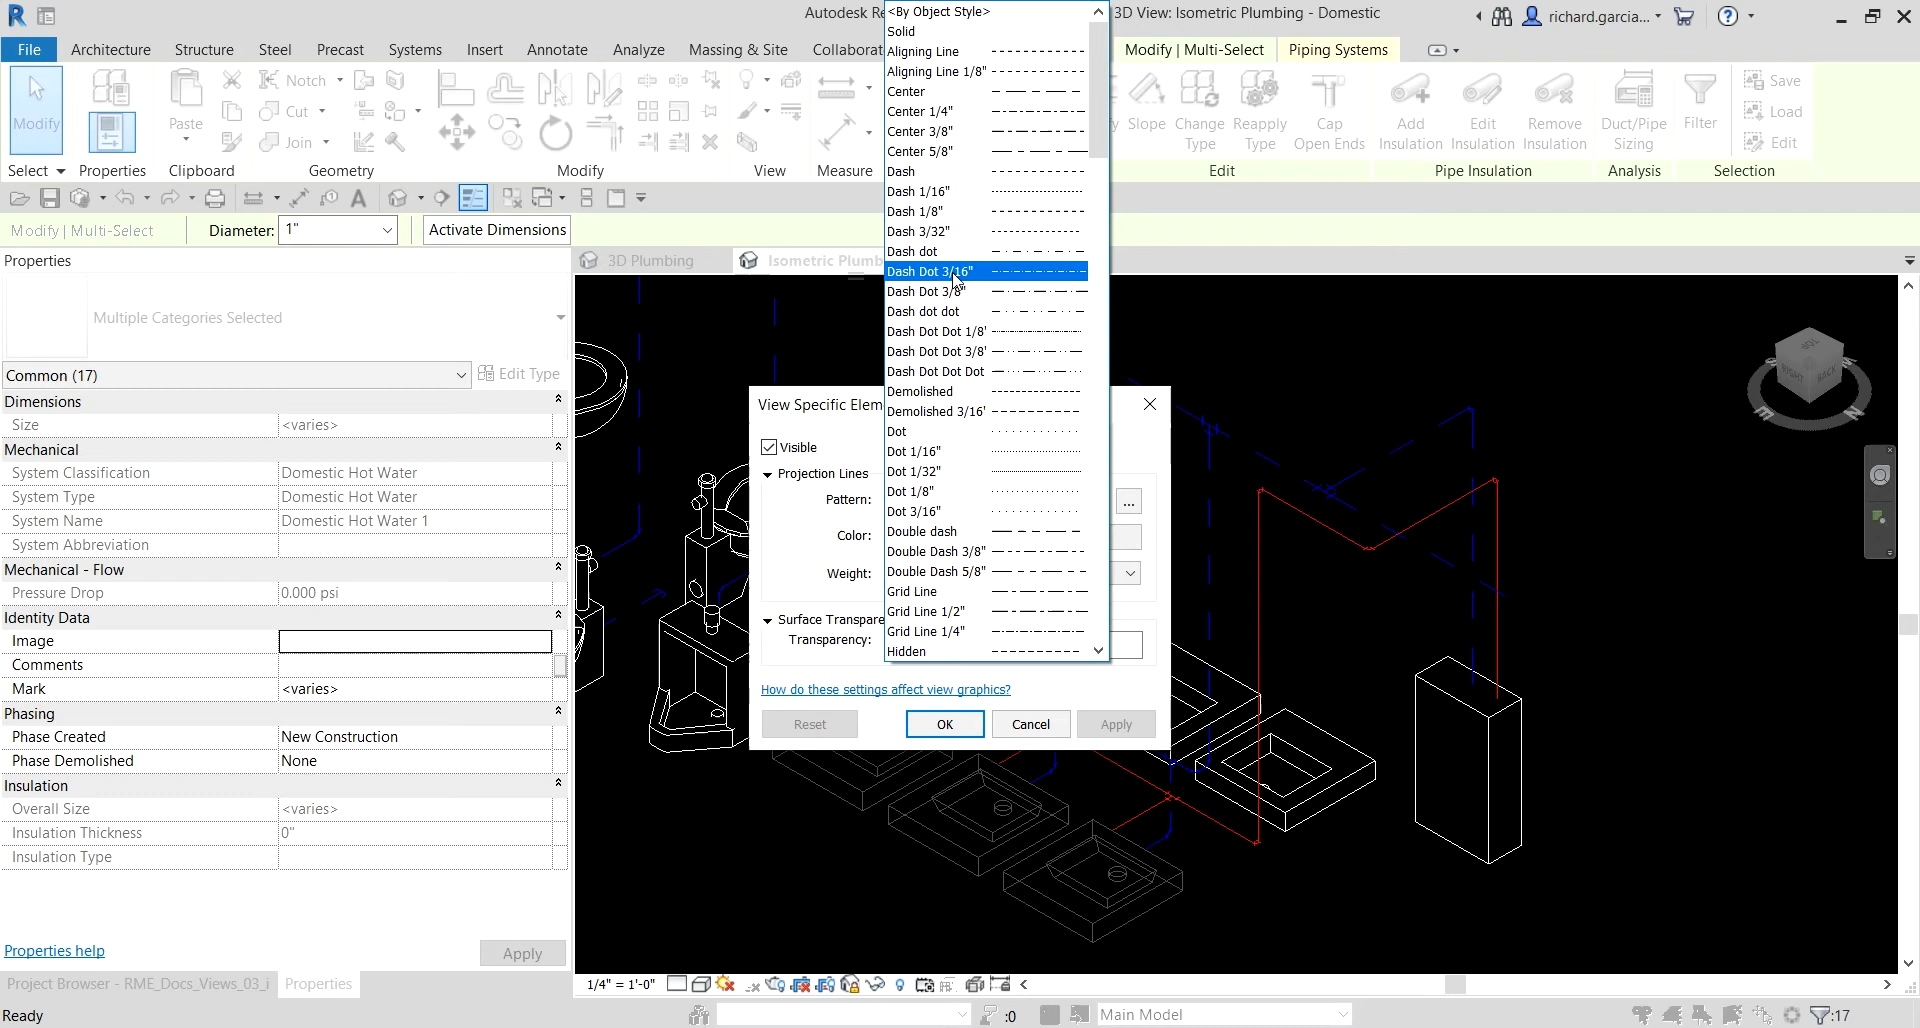 Autodesk Re
3D View: Isometric Plumbing - Domestic
richard.garcia...
File Architecture Structure Steel Precast Systems Insert Annotate Analyze Massing & Site Collaborat
Modify | Multi-Select Piping Systems
Modify
Paste
Notch
Cut
Join
Slope
Change Type
Reapply Type
Cap Open Ends
Add Insulation
Edit Insulation
Remove Insulation
Duct/Pipe Sizing
Filter
Save
Load
Edit
Select Properties Clipboard Geometry Modify View Measure Edit Pipe Insulation Analysis Selection
Modify | Multi-Select
Diameter: 1"
Activate Dimensions
Properties
3D Plumbing
Isometric Plumb
Multiple Categories Selected
Common (17)
Edit Type
Dimensions
Size <varies>
Mechanical
System Classification Domestic Hot Water
System Type Domestic Hot Water
System Name Domestic Hot Water 1
System Abbreviation
Mechanical - Flow
Pressure Drop 0.000 psi
Identity Data
Image
Comments
Mark <varies>
Phasing
Phase Created New Construction
Phase Demolished None
Insulation
Overall Size <varies>
Insulation Thickness 0"
Insulation Type
Properties help
Apply
Project Browser - RME_Docs_Views_03_i
Properties
<By Object Style>
Solid
Aligning Line
Aligning Line 1/8"
Center
Center 1/4"
Center 3/8"
Center 5/8"
Dash
Dash 1/16"
Dash 1/8"
Dash 3/32"
Dash dot
Dash Dot 3/16"
Dash Dot 3/8"
Dash dot dot
Dash Dot Dot 1/8'
Dash Dot Dot 3/8'
Dash Dot Dot Dot
Demolished
Demolished 3/16'
Dot
Dot 1/16"
Dot 1/32"
Dot 1/8"
Dot 3/16"
Double dash
Double Dash 3/8"
Double Dash 5/8"
Grid Line
Grid Line 1/2"
Grid Line 1/4"
Hidden
View Specific Elem
Visible
Projection Lines
Pattern:
...
Color:
Weight:
Surface Transpare
Transparency:
How do these settings affect view graphics?
Reset
OK
Cancel
Apply
RIGHT
BACK
TOP
N
1/4" = 1'-0"
Ready
:0
Main Model
:17